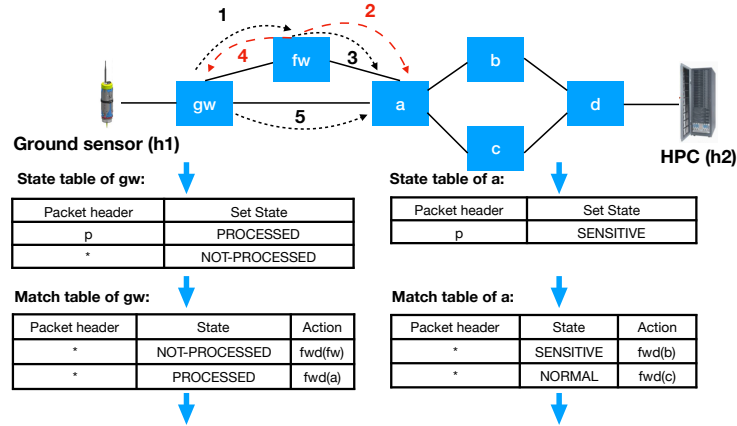 1
2
4
3
fw
b
gw
5
a
d
c
Ground sensor (h1)
HPC (h2)
State table of gw:
Packet header Set State
p PROCESSED
* NOT-PROCESSED
State table of a:
Packet header Set State
p SENSITIVE
Match table of gw:
Packet header State Action
* NOT-PROCESSED fwd(fw)
* PROCESSED fwd(a)
Match table of a:
Packet header State Action
* SENSITIVE fwd(b)
* NORMAL fwd(c)